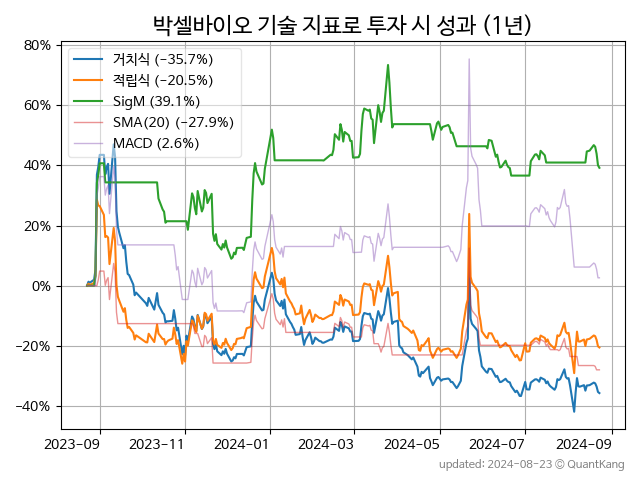 박셀바이오 기술 지표로 투자 시 성과 (1년)
80%
60%
40%
20%
0%
−20%
−40%
거치식 (-35.7%)
적립식 (-20.5%)
SigM (39.1%)
SMA(20) (-27.9%)
MACD (2.6%)
2023-09
2023-11
2024-01
2024-03
2024-05
2024-07
2024-09
updated: 2024-08-23 © QuantKang